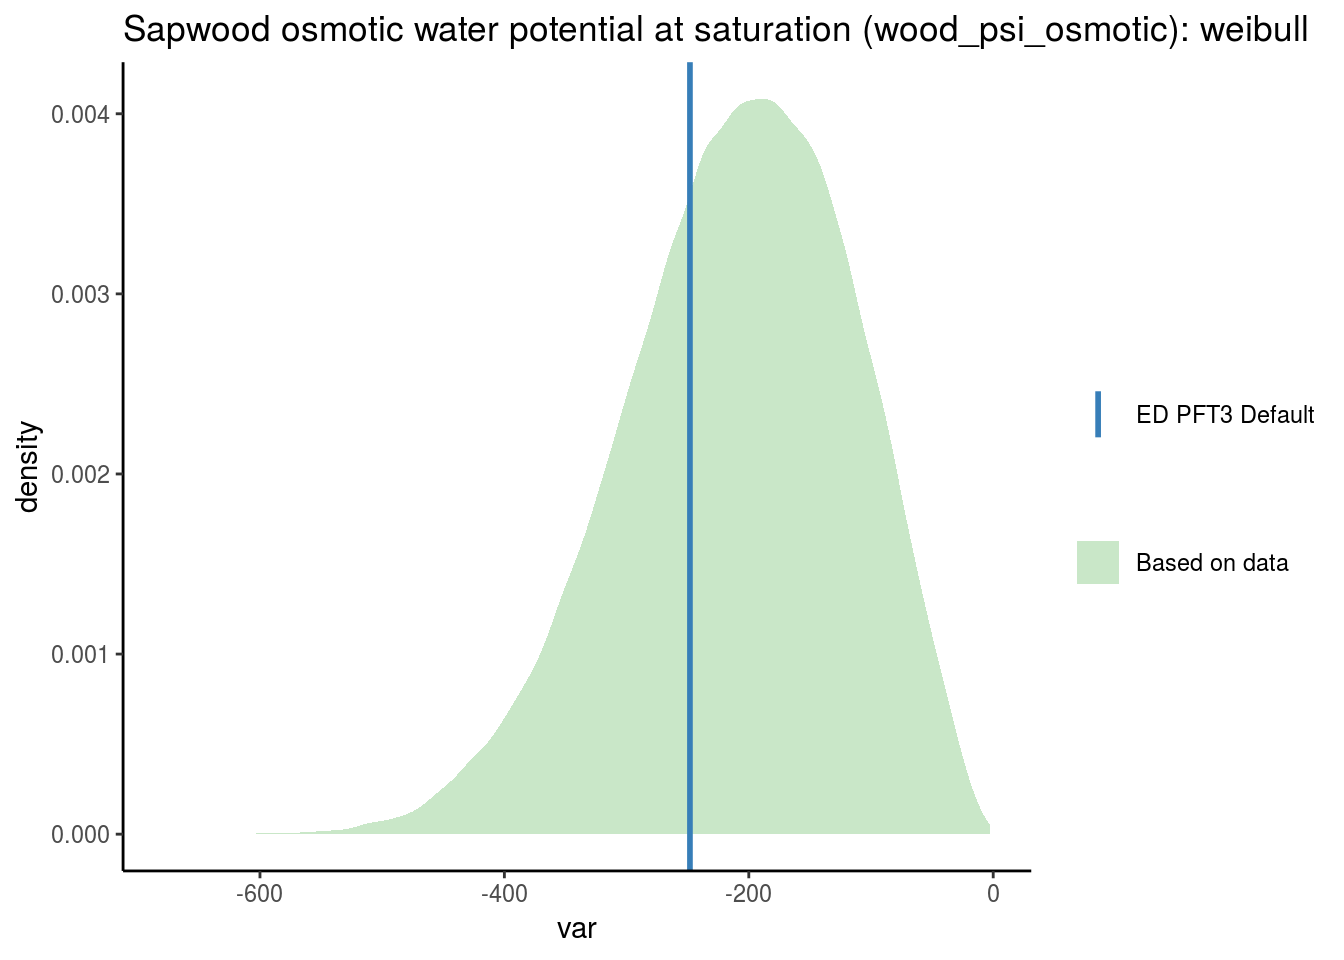 Sapwood osmotic water potential at saturation (wood_psi_osmotic): weibull
0.004
0.003
0.002
0.001
0.000
density
-600
-400
-200
0
var
ED PFT3 Default
Based on data